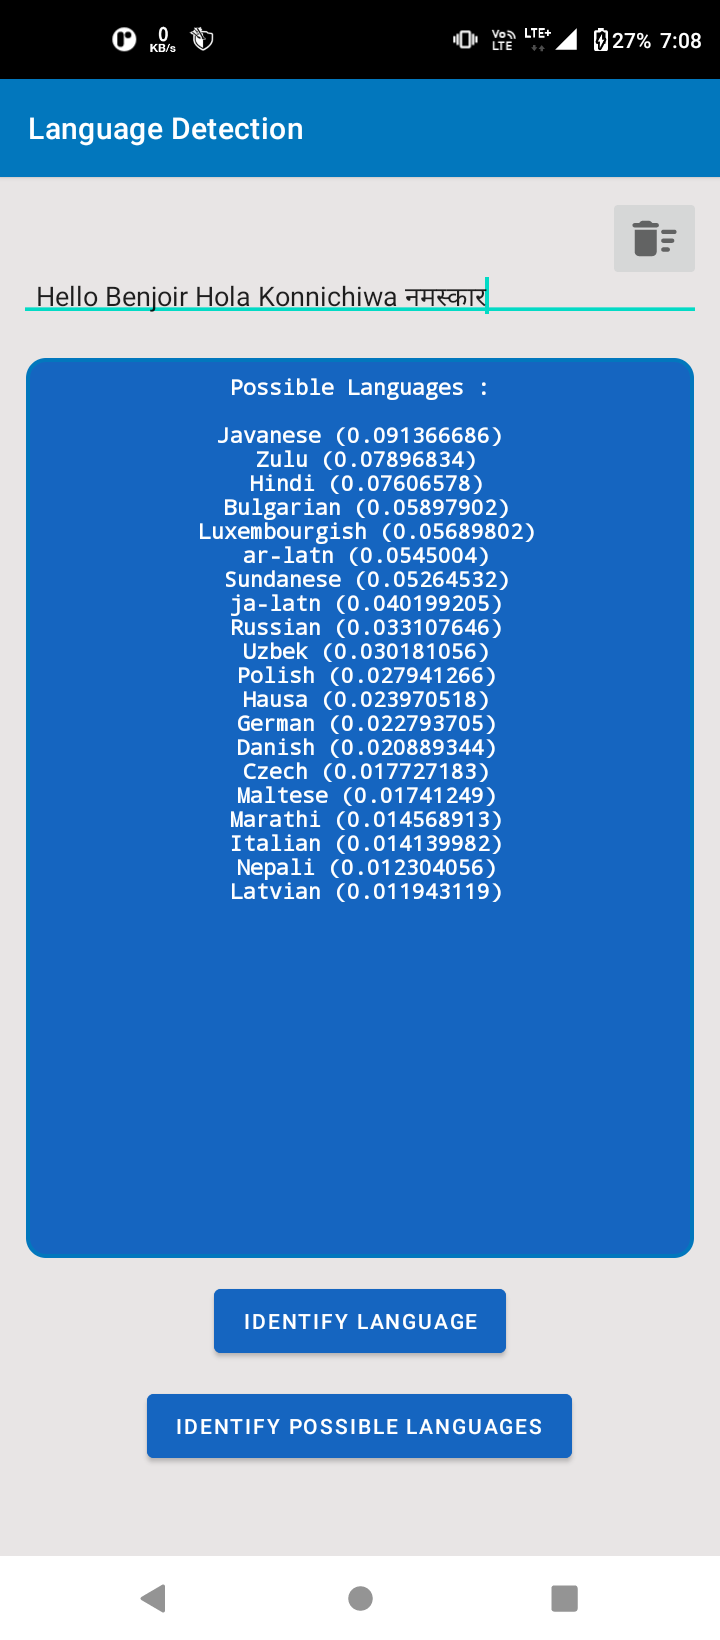 0 KB/s Vo LTE LTE+ 27% 7:08
Language Detection
Hello Benjoir Hola Konnichiwa नमस्कार
Possible Languages :
Javanese (0.091366686)
Zulu (0.07896834)
Hindi (0.07606578)
Bulgarian (0.05897902)
Luxembourgish (0.05689802)
ar-latn (0.0545004)
Sundanese (0.05264532)
ja-latn (0.040199205)
Russian (0.033107646)
Uzbek (0.030181056)
Polish (0.027941266)
Hausa (0.023970518)
German (0.022793705)
Danish (0.020889344)
Czech (0.017727183)
Maltese (0.01741249)
Marathi (0.014568913)
Italian (0.014139982)
Nepali (0.012304056)
Latvian (0.011943119)
IDENTIFY LANGUAGE
IDENTIFY POSSIBLE LANGUAGES